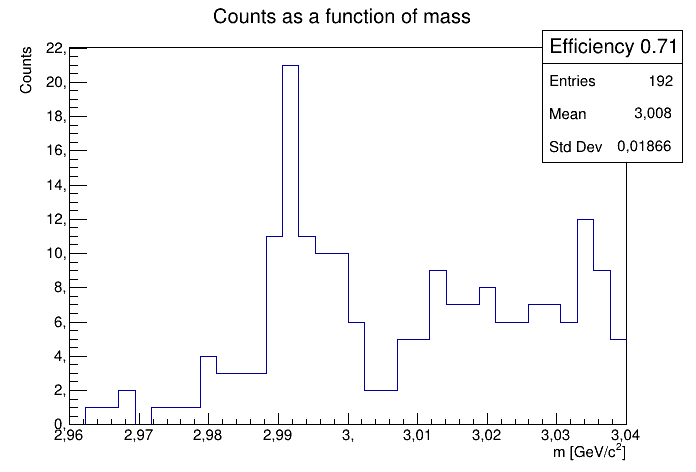 Counts as a function of mass
Efficiency 0.71
Entries 192
Mean 3,008
Std Dev 0,01866
Counts
22,
20,
18,
16,
14,
12,
10,
8,
6,
4,
2,
0,
2,96 2,97 2,98 2,99 3, 3,01 3,02 3,03 3,04
m [GeV/c²]